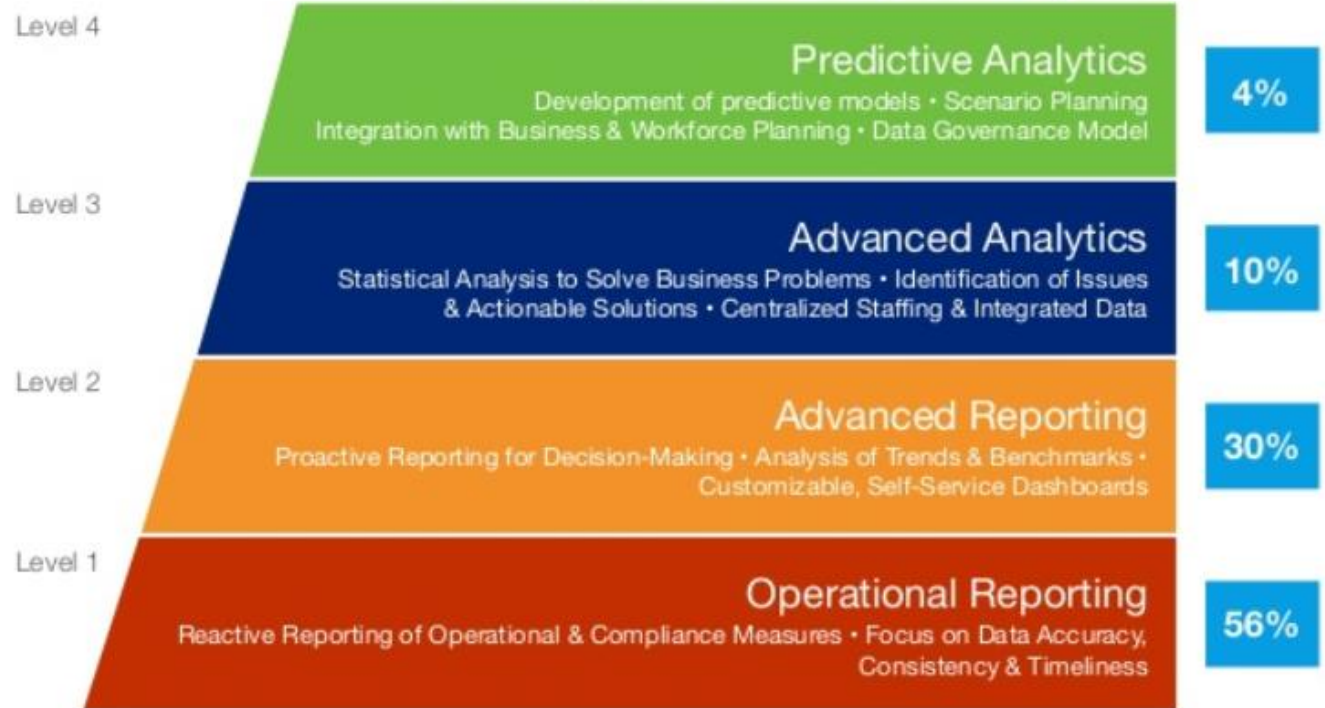 Level 4
Predictive Analytics
Development of predictive models • Scenario Planning
Integration with Business & Workforce Planning • Data Governance Model
4%
Level 3
Advanced Analytics
Statistical Analysis to Solve Business Problems • Identification of Issues
& Actionable Solutions • Centralized Staffing & Integrated Data
10%
Level 2
Advanced Reporting
Proactive Reporting for Decision-Making • Analysis of Trends & Benchmarks •
Customizable, Self-Service Dashboards
30%
Level 1
Operational Reporting
Reactive Reporting of Operational & Compliance Measures • Focus on Data Accuracy,
Consistency & Timeliness
56%